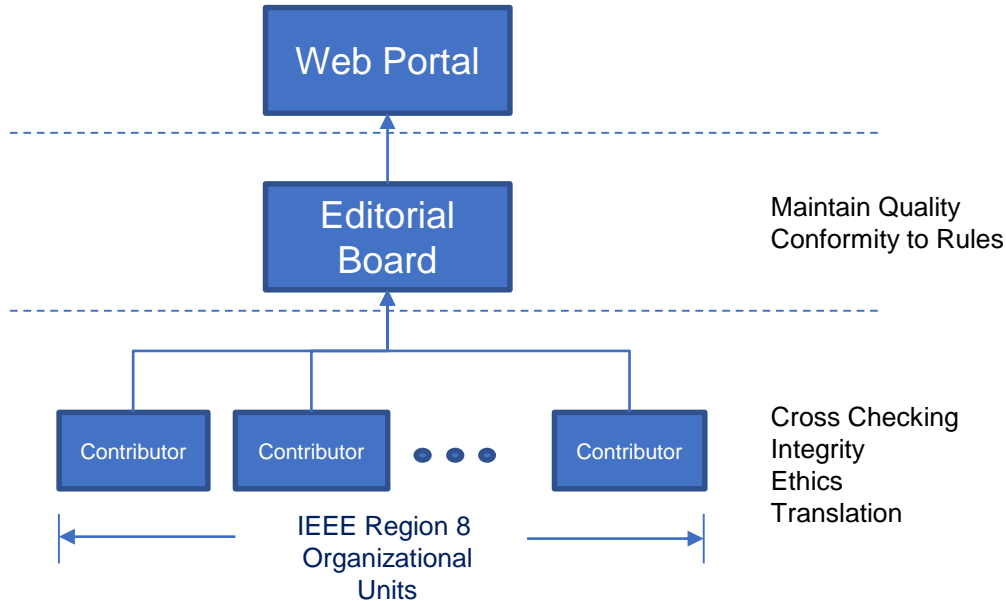 Web Portal
Editorial
Board
Maintain Quality
Conformity to Rules
Contributor
Contributor
Contributor
Cross Checking
Integrity
Ethics
Translation
IEEE Region 8
Organizational
Units